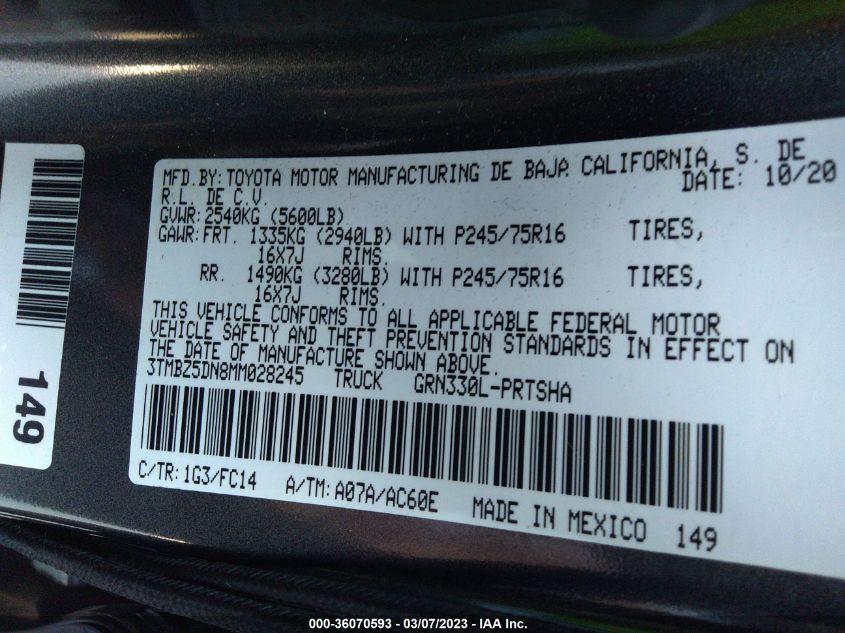 MFD.BY:TOYOTA MOTOR MANUFACTURING DE BAJA CALIFORNIA, S. DE
R.L. DE C.V. DATE: 10/20
GVWR:2540KG (5600LB)
GAWR:FRT. 1335KG (2940LB) WITH P245/75R16 TIRES,
16X7J RIMS.
RR. 1490KG (3280LB) WITH P245/75R16 TIRES,
16X7J RIMS.
THIS VEHICLE CONFORMS TO ALL APPLICABLE FEDERAL MOTOR
VEHICLE SAFETY AND THEFT PREVENTION STANDARDS IN EFFECT ON
THE DATE OF MANUFACTURE SHOWN ABOVE.
3TMBZ5DN8MM028245 TRUCK GRN330L-PRTSHA
C/TR:1G3/FC14 A/TM:A07A/AC60E MADE IN MEXICO 149
149
000-36070593 - 03/07/2023 - IAA Inc.